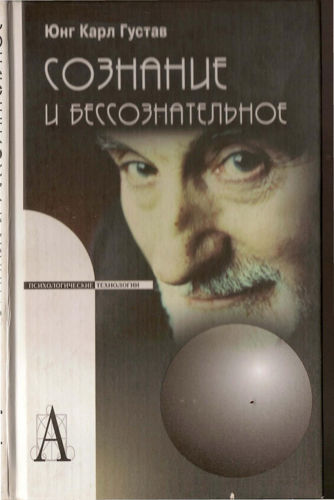 Юнг Карл Густав
СОЗНАНИЕ
И БЕССОЗНАТЕЛЬНОЕ
ПСИХОЛОГИЧЕСКИЕ ТЕХНОЛОГИИ
А